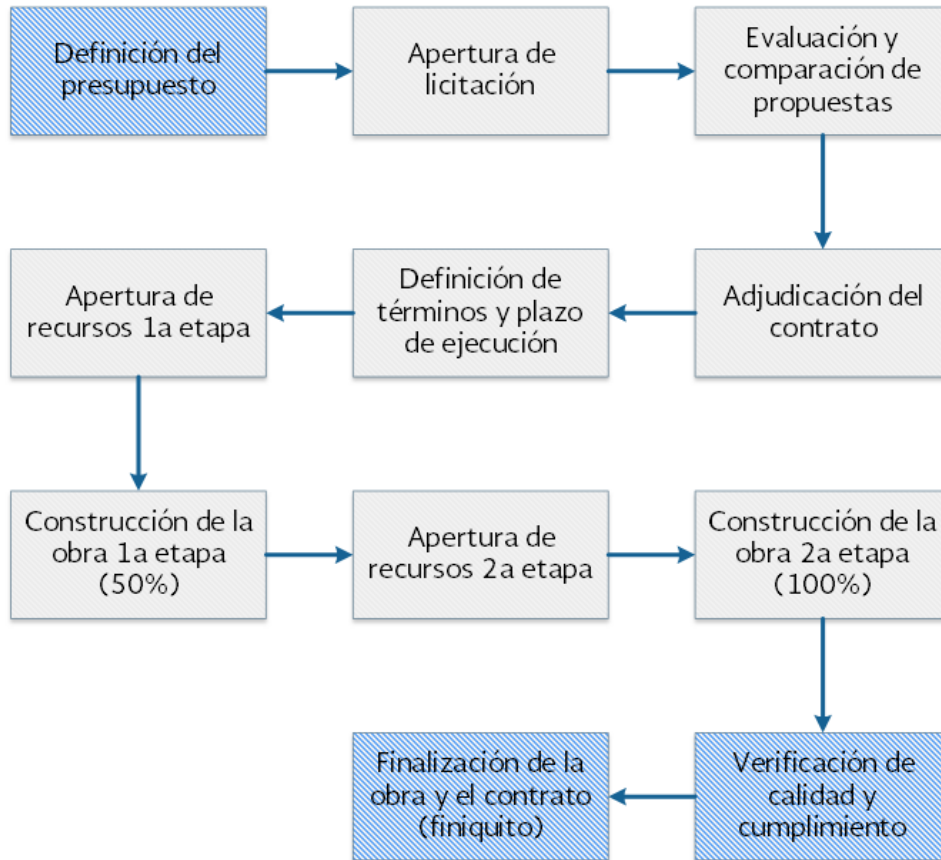 Definición del
presupuesto
Apertura de
licitación
Evaluación y
comparación de
propuestas
Adjudicación del
contrato
Definición de
términos y plazo
de ejecución
Apertura de
recursos 1a etapa
Construcción de la
obra 1a etapa
(50%)
Apertura de
recursos 2a etapa
Construcción de la
obra 2a etapa
(100%)
Verificación de
calidad y
cumplimiento
Finalización de la
obra y el contrato
(finiquito)